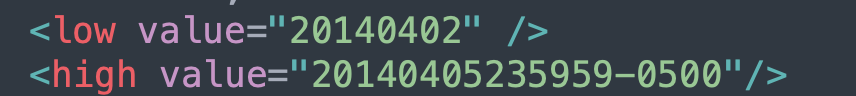 <low value="20140402" />
<high value="20140405235959-0500"/>